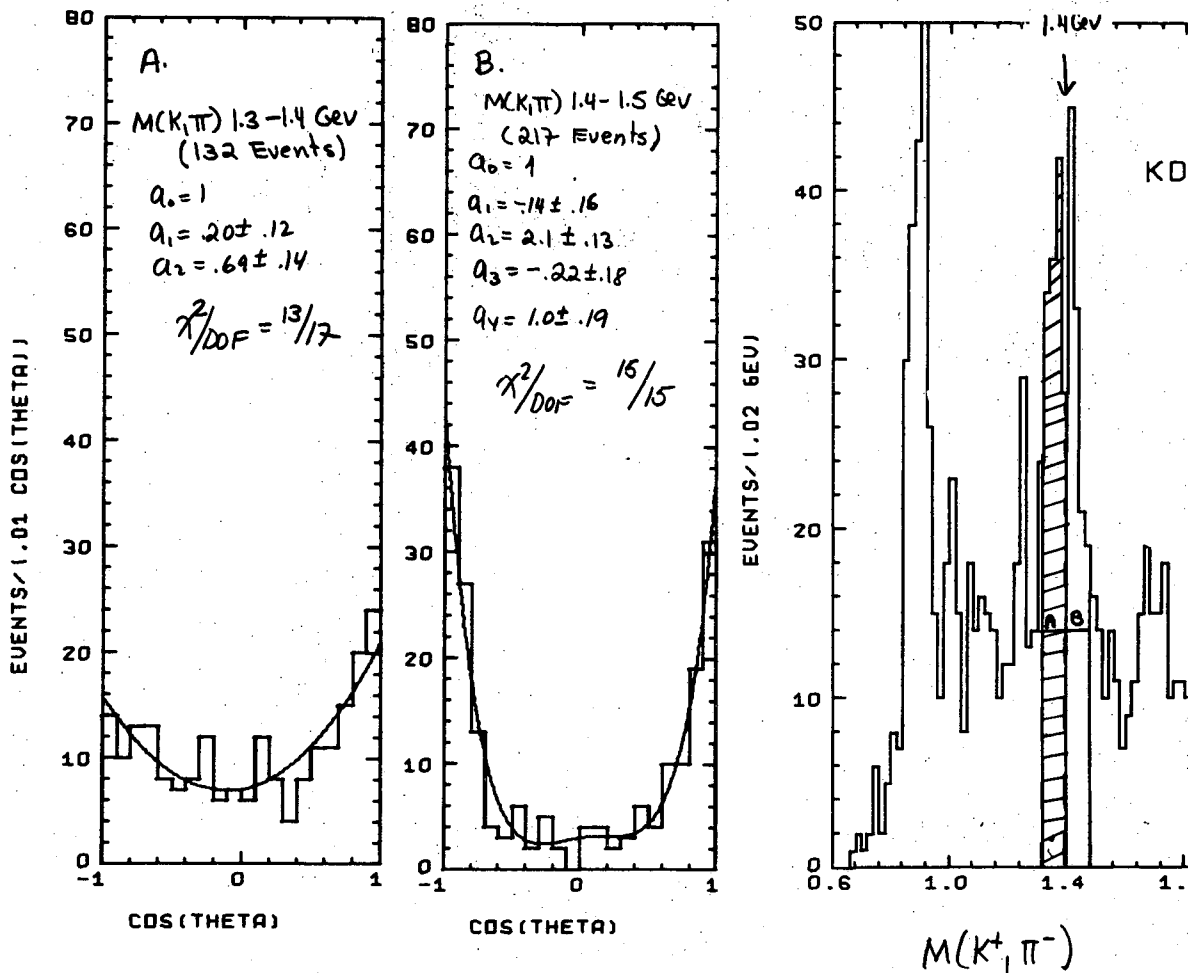 A.
M(K,π) 1.3-1.4 GeV
(132 Events)
a₀ = 1
a₁ = .20 ± .12
a₂ = .69 ± .14
χ²/DOF = 13/17
EVENTS/(.01 COS(THETA))
80
70
60
50
40
30
20
10
0
-1
0
1
COS(THETA)
B.
M(K,π) 1.4-1.5 GeV
(217 Events)
a₀ = 1
a₁ = -.14 ± .16
a₂ = 2.1 ± .13
a₃ = -.22 ± .18
a₄ = 1.0 ± .19
χ²/DOF = 16/15
80
70
60
50
40
30
20
10
0
-1
0
1
COS(THETA)
1.4 GeV
KD
EVENTS/(.02 GEV)
50
40
30
20
10
0
A B
0.6
1.0
1.4
1.
M(K⁺, π⁻)